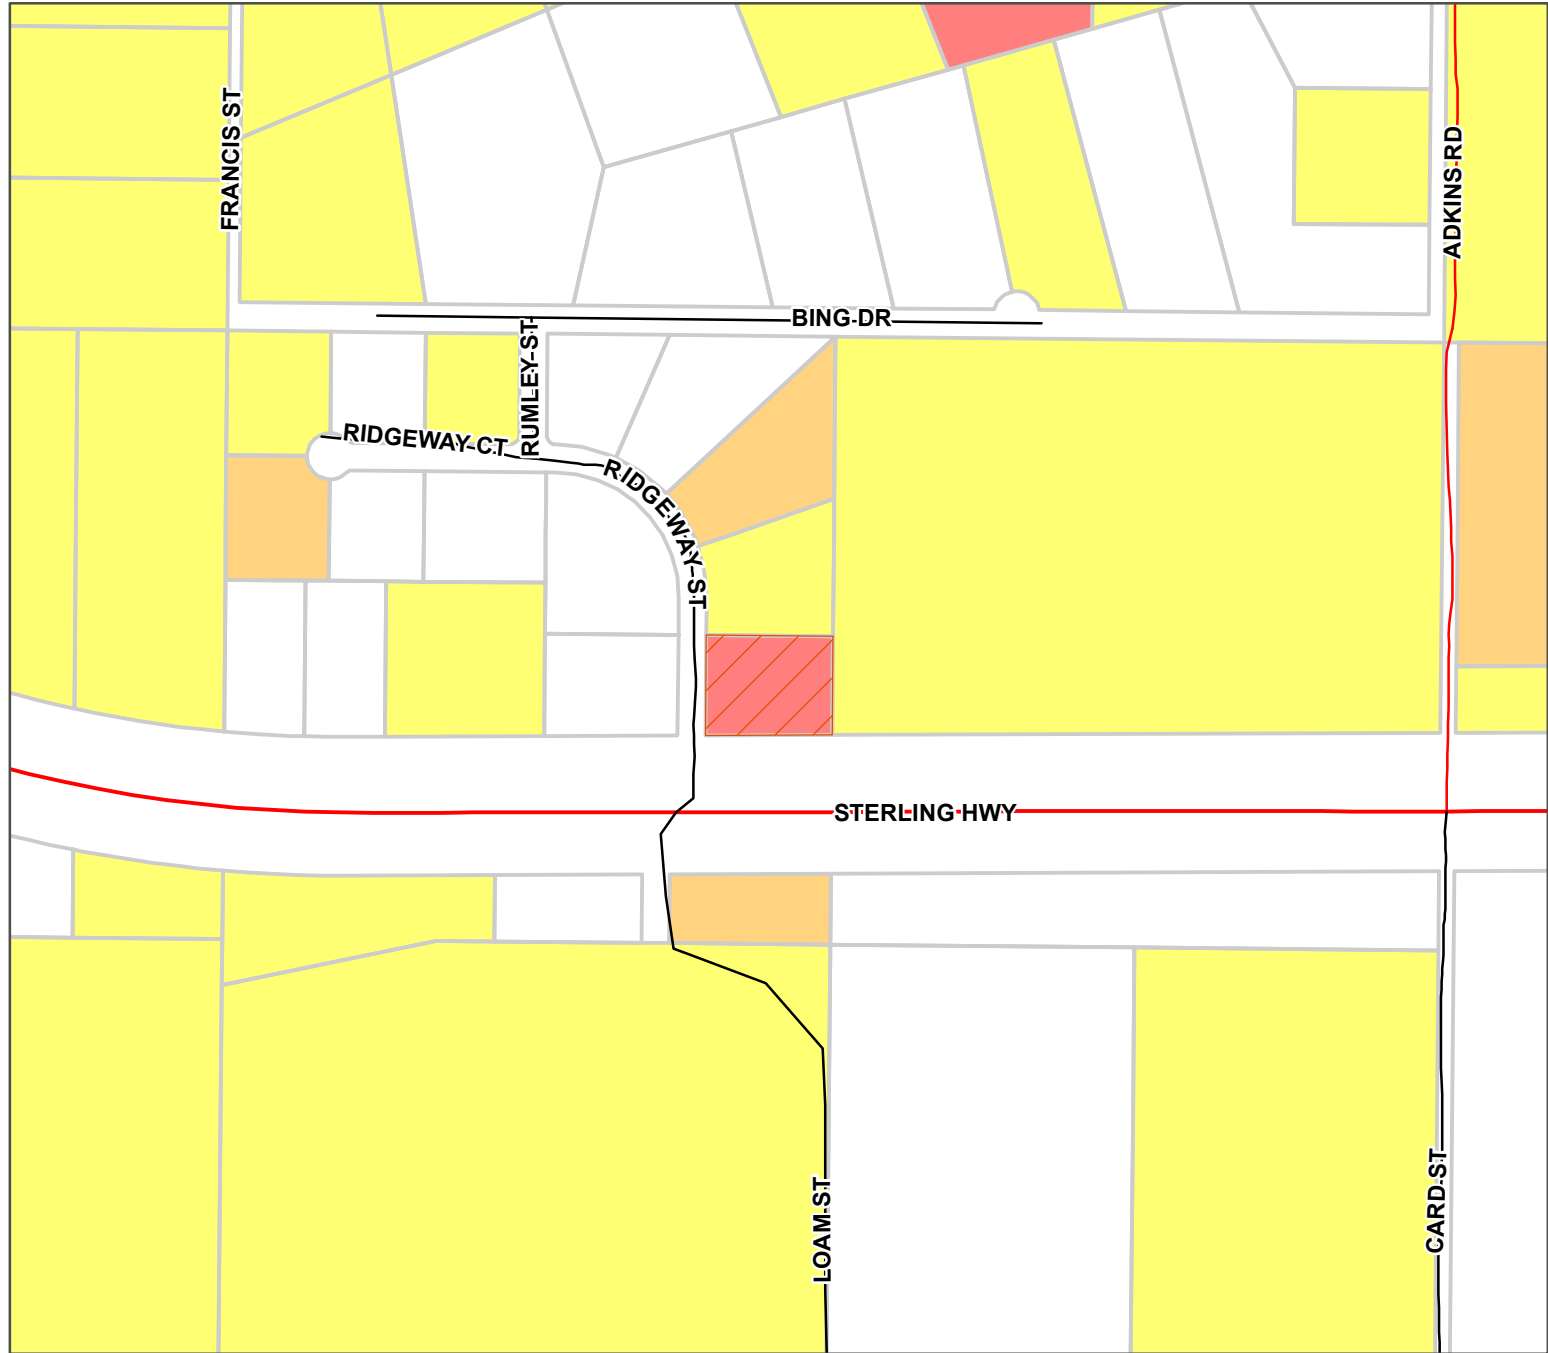 FRANCIS ST
ADKINS RD
BING DR
RUMLEY ST
RIDGEWAY CT
RIDGEWAY ST
STERLING HWY
LOAM ST
CARD ST